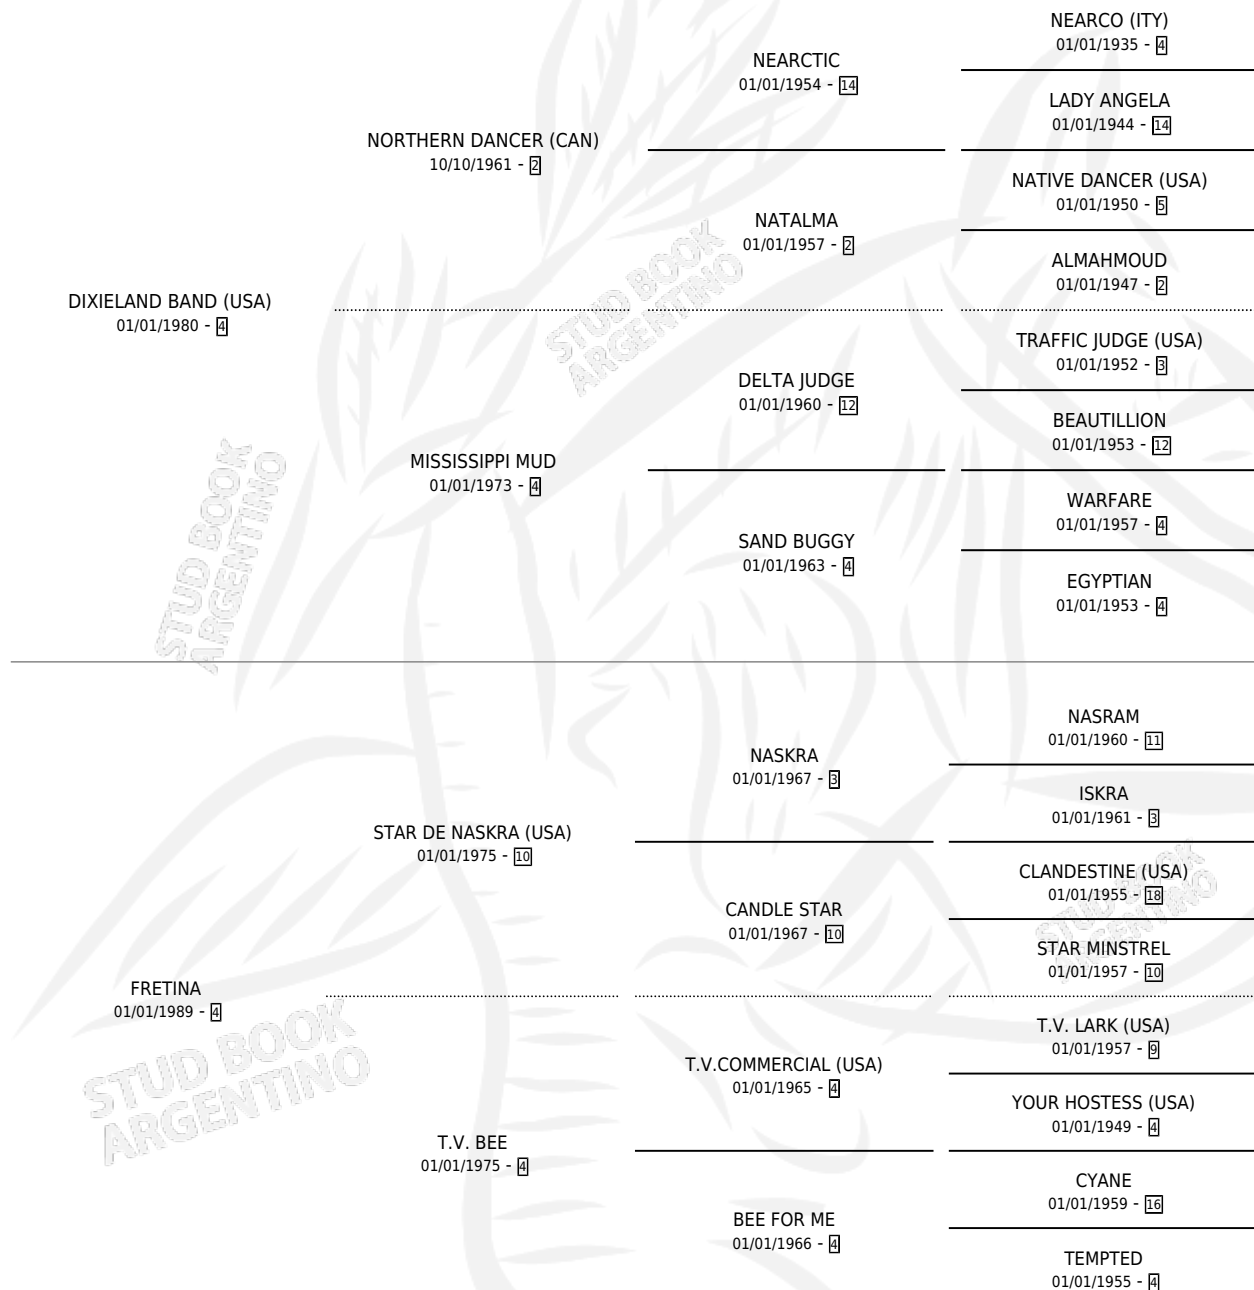 NEARCO (ITY)
01/01/1935 - 4
NEARCTIC
01/01/1954 - 14
LADY ANGELA
01/01/1944 - 14
NORTHERN DANCER (CAN)
10/10/1961 - 2
NATIVE DANCER (USA)
01/01/1950 - 5
NATALMA
01/01/1957 - 2
ALMAHMOUD
01/01/1947 - 2
DIXIELAND BAND (USA)
01/01/1980 - 4
TRAFFIC JUDGE (USA)
01/01/1952 - 3
DELTA JUDGE
01/01/1960 - 12
BEAUTILLION
01/01/1953 - 12
MISSISSIPPI MUD
01/01/1973 - 4
WARFARE
01/01/1957 - 4
SAND BUGGY
01/01/1963 - 4
EGYPTIAN
01/01/1953 - 4
NASRAM
01/01/1960 - 11
NASKRA
01/01/1967 - 3
ISKRA
01/01/1961 - 3
STAR DE NASKRA (USA)
01/01/1975 - 10
CLANDESTINE (USA)
01/01/1955 - 18
CANDLE STAR
01/01/1967 - 10
STAR MINSTREL
01/01/1957 - 10
FRETINA
01/01/1989 - 4
T.V. LARK (USA)
01/01/1957 - 9
T.V.COMMERCIAL (USA)
01/01/1965 - 4
YOUR HOSTESS (USA)
01/01/1949 - 4
T.V. BEE
01/01/1975 - 4
CYANE
01/01/1959 - 16
BEE FOR ME
01/01/1966 - 4
TEMPTED
01/01/1955 - 4
STUD BOOK
ARGENTINO
STUD BOOK
ARGENTINO
STUD BOOK
ARGENTINO
STUD BOOK
ARGENTINO